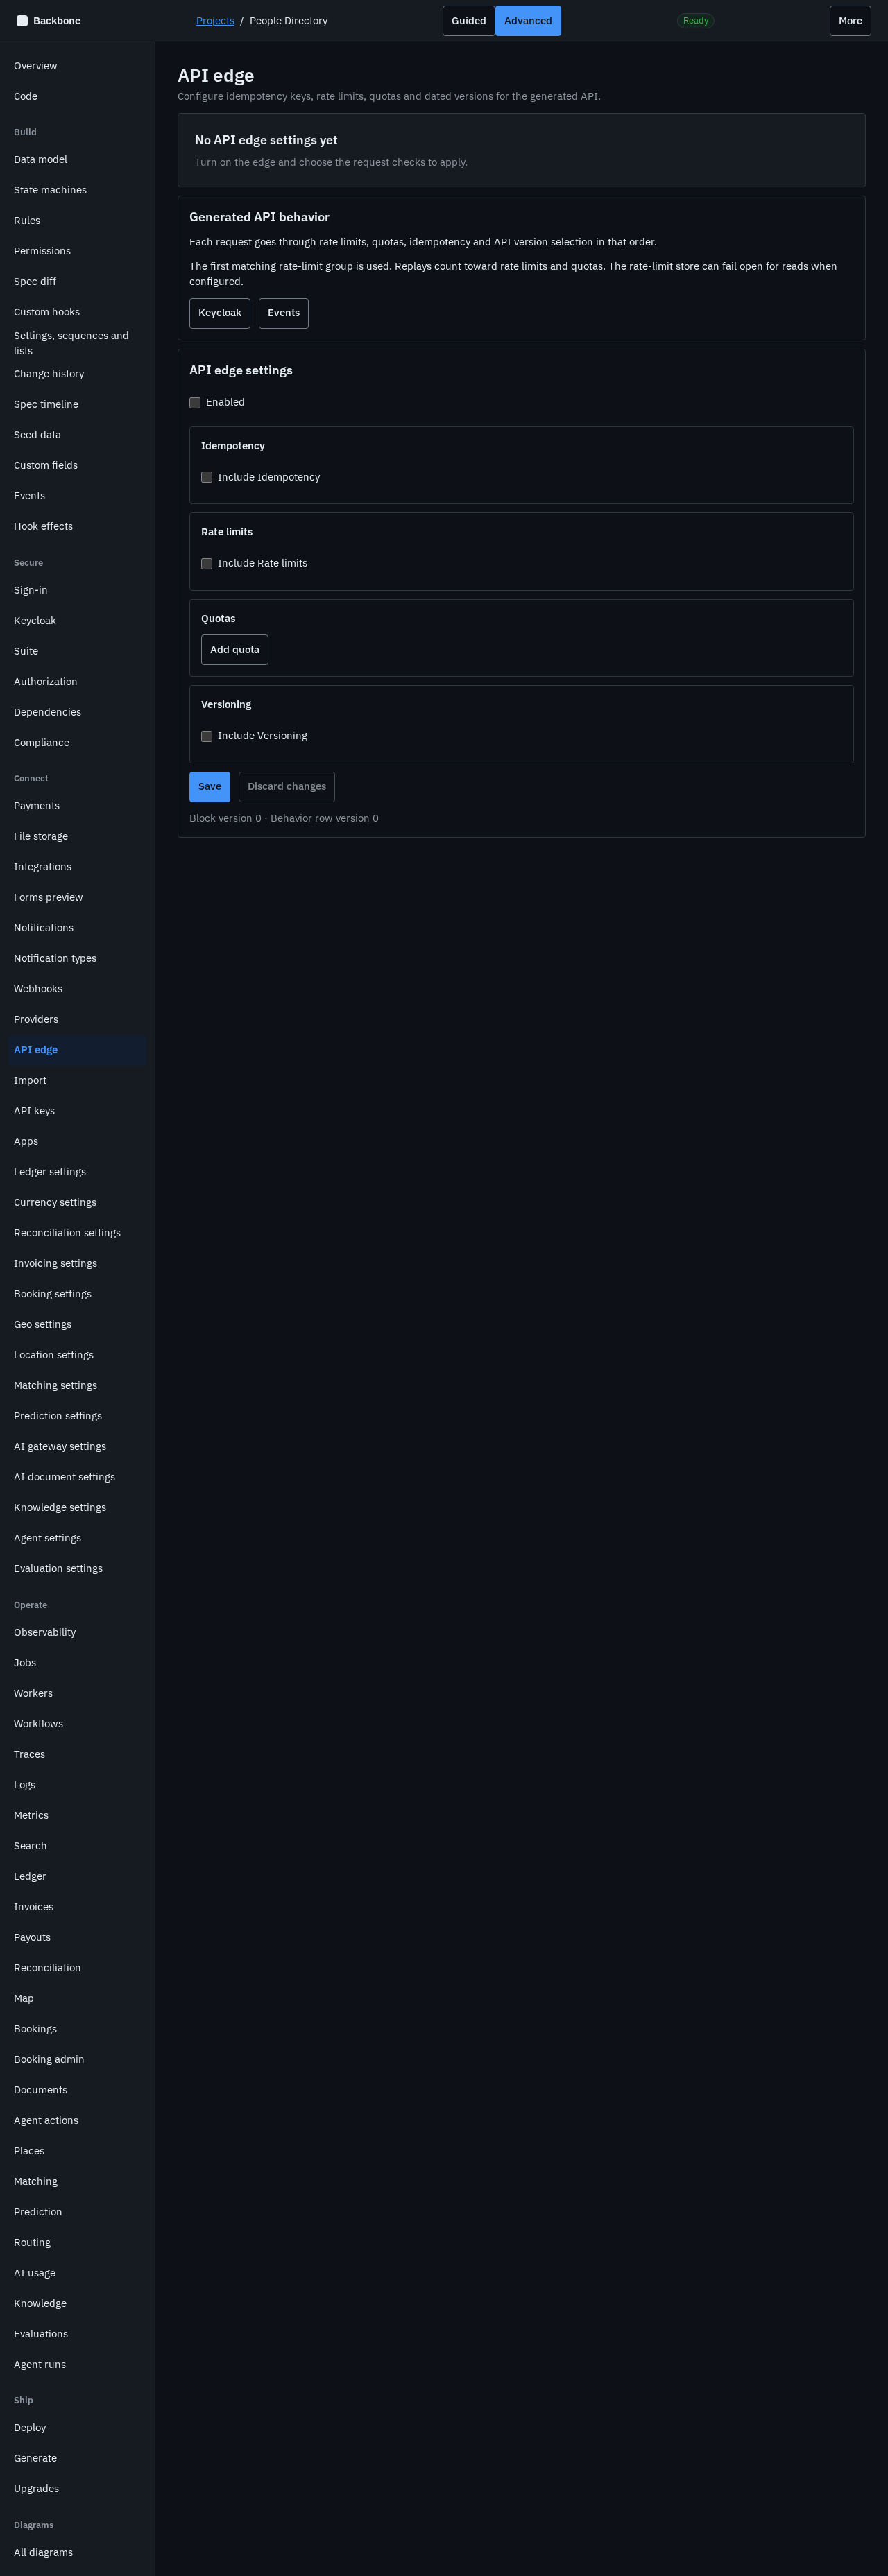 Backbone
Projects / People Directory
Guided
Advanced
Ready
More
Overview
Code
Build
Data model
State machines
Rules
Permissions
Spec diff
Custom hooks
Settings, sequences and
lists
Change history
Spec timeline
Seed data
Custom fields
Events
Hook effects
Secure
Sign-in
Keycloak
Suite
Authorization
Dependencies
Compliance
Connect
Payments
File storage
Integrations
Forms preview
Notifications
Notification types
Webhooks
Providers
API edge
Import
API keys
Apps
Ledger settings
Currency settings
Reconciliation settings
Invoicing settings
Booking settings
Geo settings
Location settings
Matching settings
Prediction settings
AI gateway settings
AI document settings
Knowledge settings
Agent settings
Evaluation settings
Operate
Observability
Jobs
Workers
Workflows
Traces
Logs
Metrics
Search
Ledger
Invoices
Payouts
Reconciliation
Map
Bookings
Booking admin
Documents
Agent actions
Places
Matching
Prediction
Routing
AI usage
Knowledge
Evaluations
Agent runs
Ship
Deploy
Generate
Upgrades
Diagrams
All diagrams
API edge
Configure idempotency keys, rate limits, quotas and dated versions for the generated API.
No API edge settings yet
Turn on the edge and choose the request checks to apply.
Generated API behavior
Each request goes through rate limits, quotas, idempotency and API version selection in that order.
The first matching rate-limit group is used. Replays count toward rate limits and quotas. The rate-limit store can fail open for reads when
configured.
Keycloak
Events
API edge settings
Enabled
Idempotency
Include Idempotency
Rate limits
Include Rate limits
Quotas
Add quota
Versioning
Include Versioning
Save
Discard changes
Block version 0 · Behavior row version 0